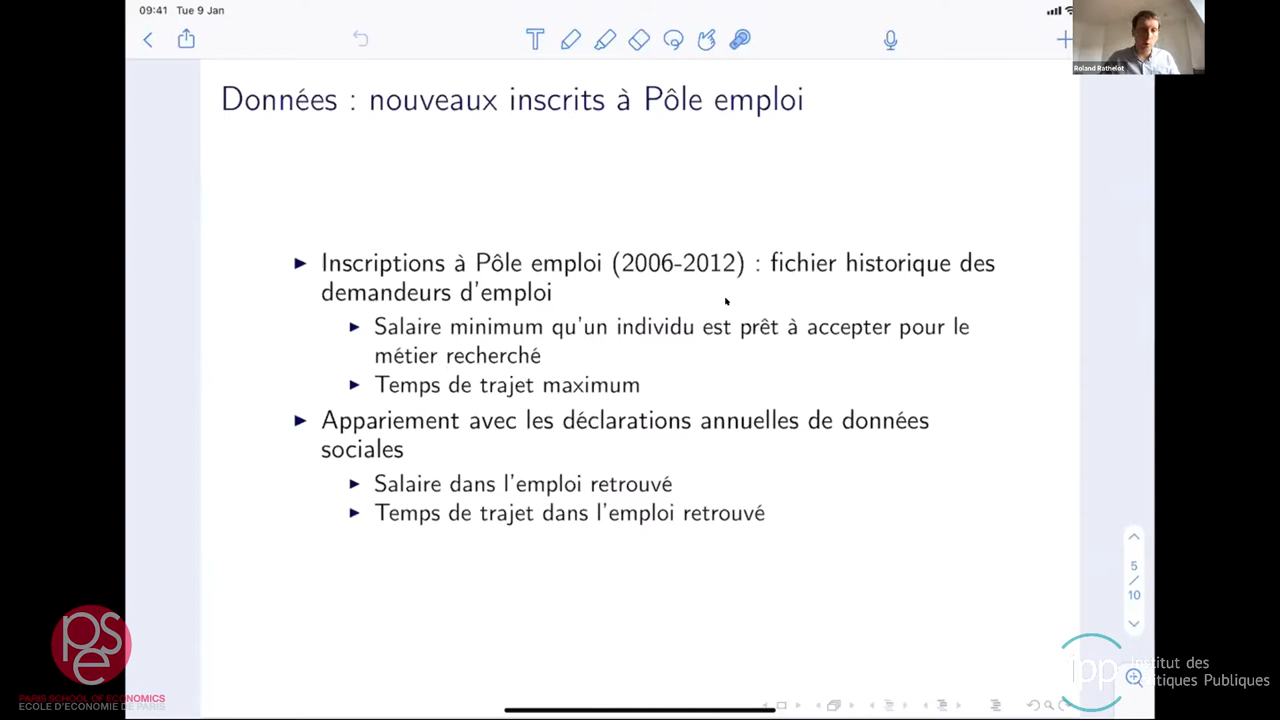 09:41 Tue 9 Jan
Roland Rathelot
Données : nouveaux inscrits à Pôle emploi
Inscriptions à Pôle emploi (2006-2012) : fichier historique des
demandeurs d'emploi
Salaire minimum qu'un individu est prêt à accepter pour le
métier recherché
Temps de trajet maximum
Appariement avec les déclarations annuelles de données
sociales
Salaire dans l'emploi retrouvé
Temps de trajet dans l'emploi retrouvé
5
/
10
pse
PARIS SCHOOL OF ECONOMICS
ECOLE D'ECONOMIE DE PARIS
ipp
Institut des
Politiques Publiques